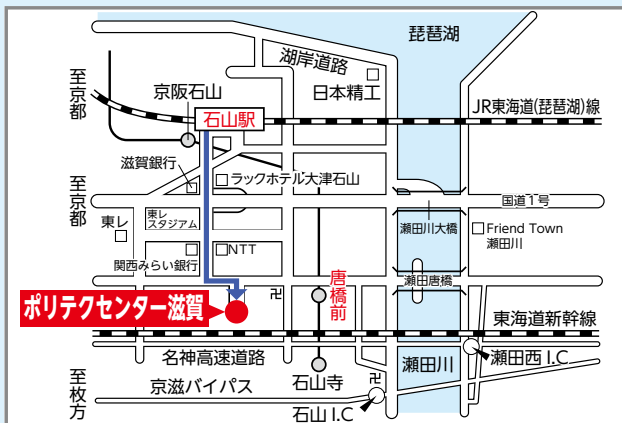 琵琶湖
湖岸道路
至京都
京阪石山
日本精工
石山駅
JR東海道(琵琶湖)線
滋賀銀行
ラックホテル大津石山
至京都
国道1号
東レ
東レ
スタジアム
瀬田川大橋
Friend Town
瀬田川
関西みらい銀行
NTT
瀬田唐橋
唐橋前
卍
ポリテクセンター滋賀
東海道新幹線
名神高速道路
瀬田川
瀬田西 I.C
至枚方
京滋バイパス
石山寺
卍
石山 I.C